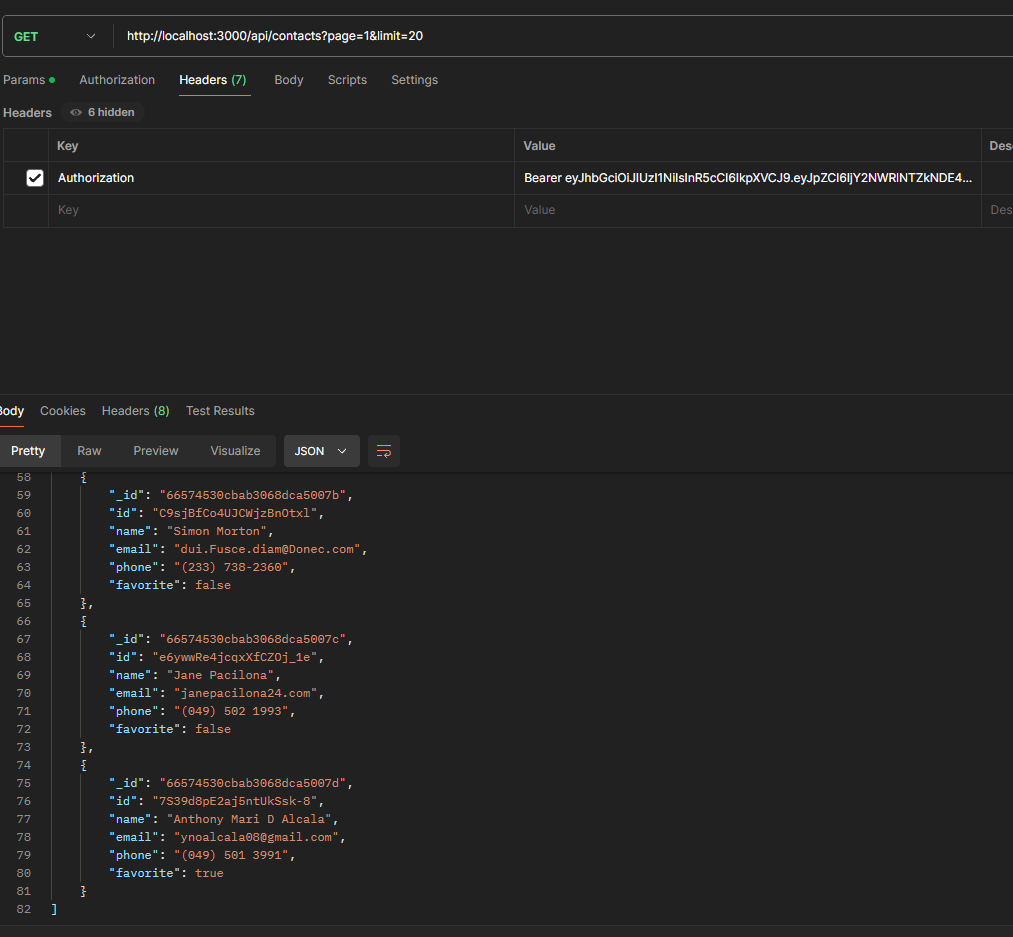 GET http://localhost:3000/api/contacts?page=1&limit=20
Params Authorization Headers (7) Body Scripts Settings
Headers 6 hidden
Key Value Des
Authorization Bearer eyJhbGciOiJIUzI1NiIsInR5cCI6IkpXVCJ9.eyJpZCI6IjY2NWRlNTZkNDE4...
Key Value Des
Body Cookies Headers (8) Test Results
Pretty Raw Preview Visualize JSON
58 {
59 "_id": "66574530cbab3068dca5007b",
60 "id": "C9sjBfCo4UJCWjzBnOtxl",
61 "name": "Simon Morton",
62 "email": "dui.Fusce.diam@Donec.com",
63 "phone": "(233) 738-2360",
64 "favorite": false
65 },
66 {
67 "_id": "66574530cbab3068dca5007c",
68 "id": "e6ywwRe4jcqxXfCZOj_1e",
69 "name": "Jane Pacilona",
70 "email": "janepacilona24.com",
71 "phone": "(049) 502 1993",
72 "favorite": false
73 },
74 {
75 "_id": "66574530cbab3068dca5007d",
76 "id": "7S39d8pE2aj5ntUkSsk-8",
77 "name": "Anthony Mari D Alcala",
78 "email": "ynoalcala08@gmail.com",
79 "phone": "(049) 501 3991",
80 "favorite": true
81 }
82 ]